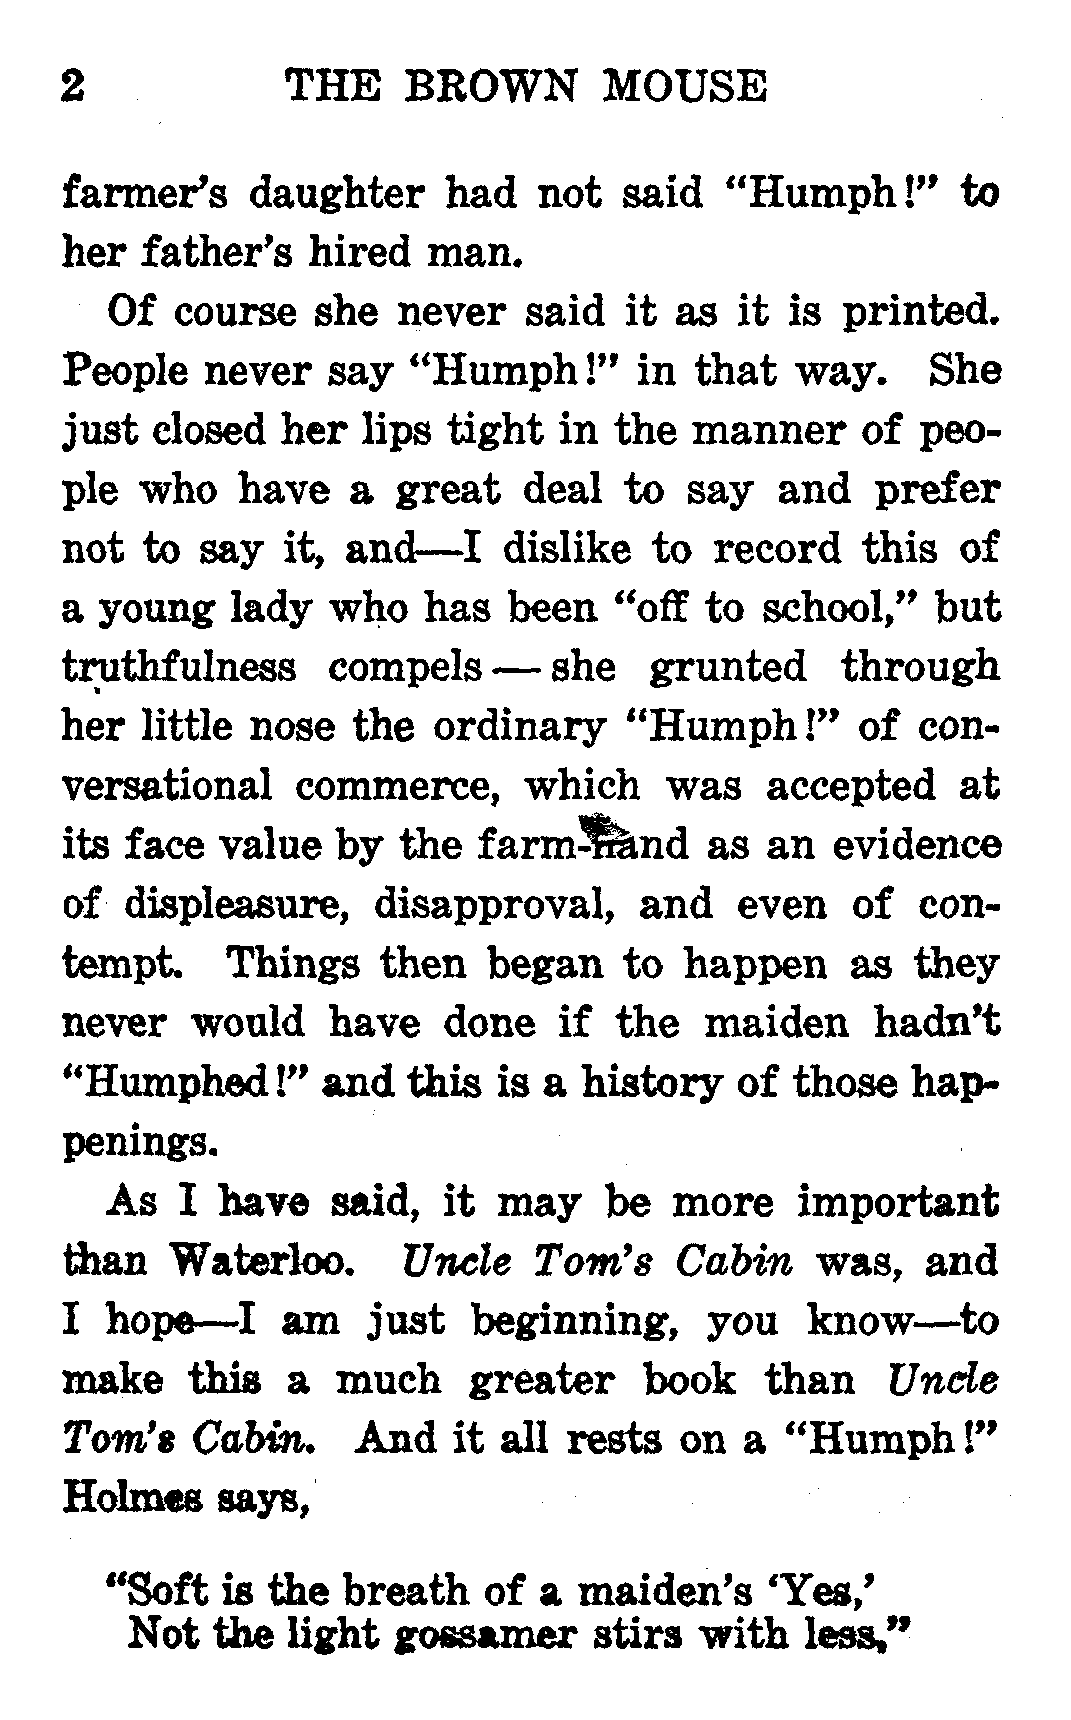 2 THE BROWN MOUSE
farmer's daughter had not said "Humph!" to
her father's hired man.
Of course she never said it as it is printed.
People never say "Humph!" in that way. She
just closed her lips tight in the manner of peo-
ple who have a great deal to say and prefer
not to say it, and—I dislike to record this of
a young lady who has been "off to school," but
truthfulness compels — she grunted through
her little nose the ordinary "Humph!" of con-
versational commerce, which was accepted at
its face value by the farm-hand as an evidence
of displeasure, disapproval, and even of con-
tempt. Things then began to happen as they
never would have done if the maiden hadn't
"Humphed!" and this is a history of those hap-
penings.
As I have said, it may be more important
than Waterloo. Uncle Tom's Cabin was, and
I hope—I am just beginning, you know—to
make this a much greater book than Uncle
Tom's Cabin. And it all rests on a "Humph!"
Holmes says,
"Soft is the breath of a maiden's 'Yes,'
Not the light gossamer stirs with less,"